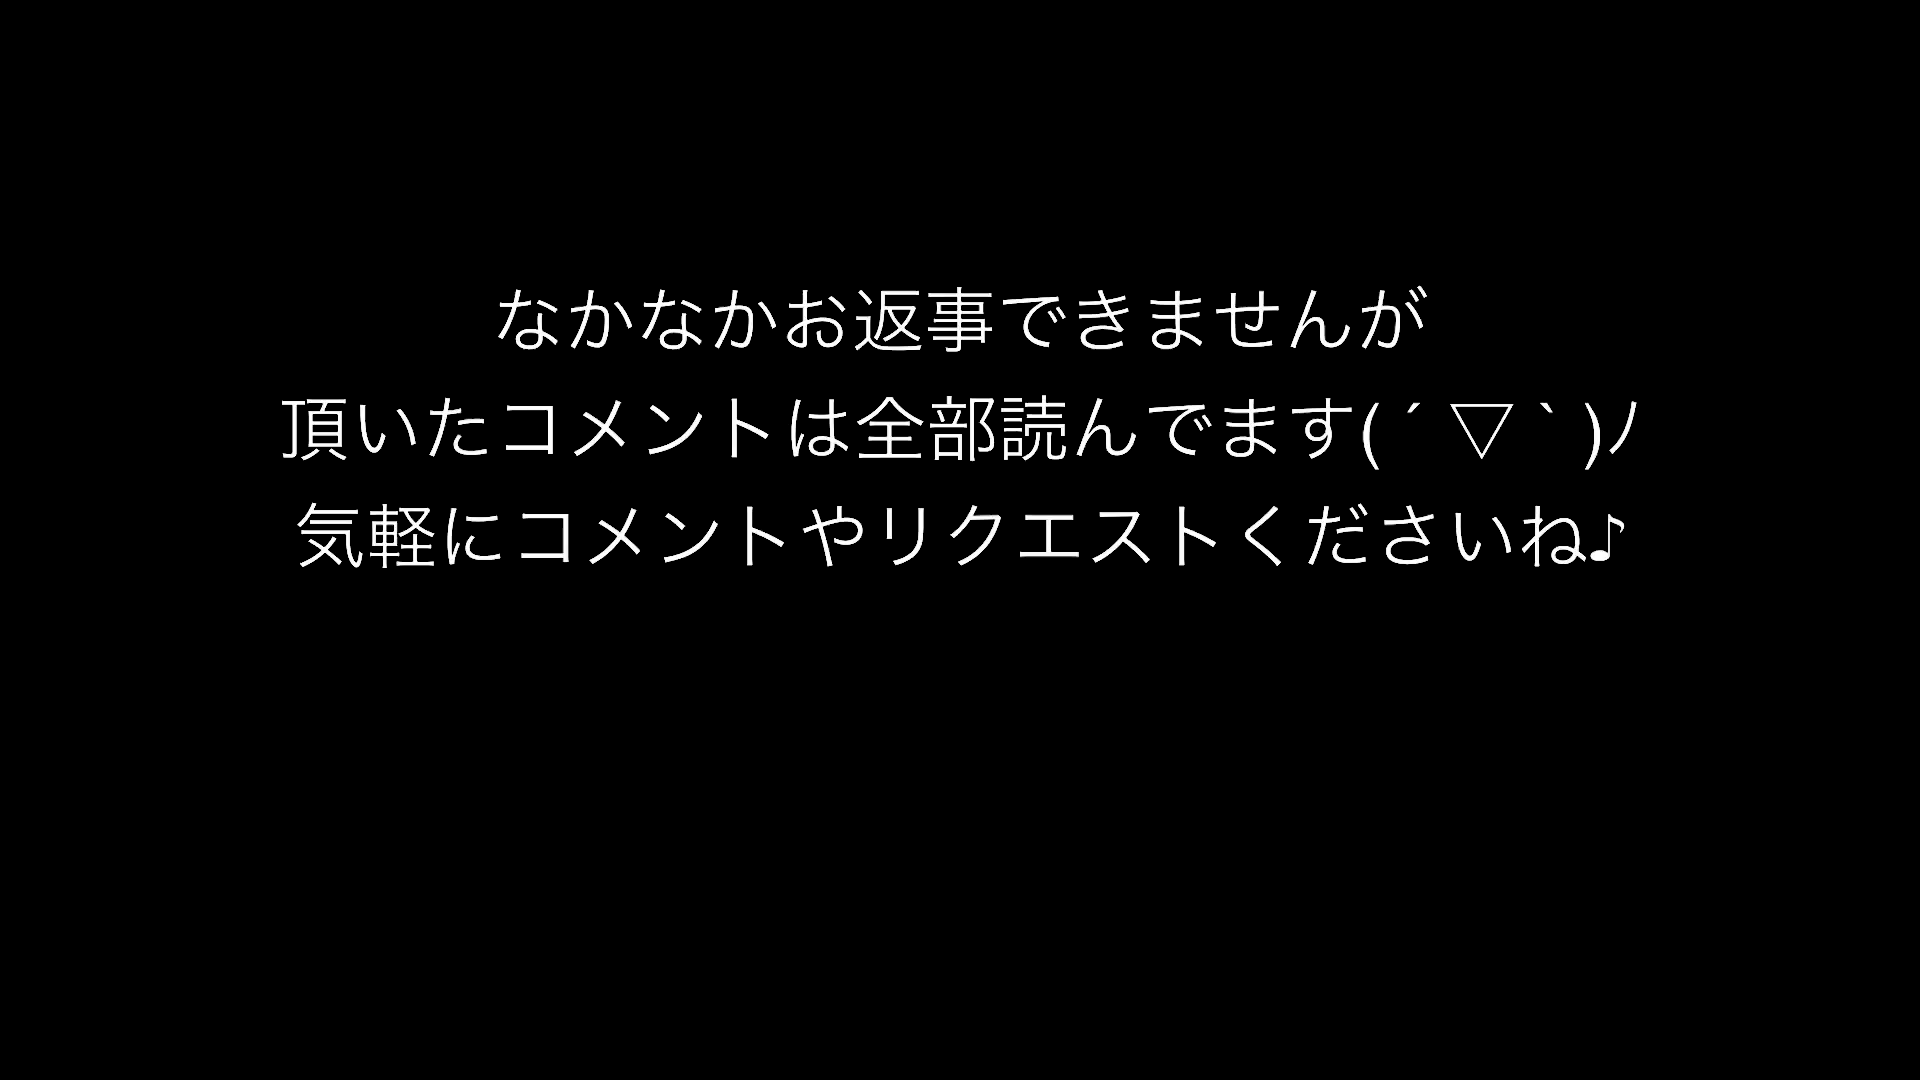 なかなかお返事できませんが
頂いたコメントは全部読んでます( ´ ▽ ` )ﾉ
気軽にコメントやリクエストくださいね♪